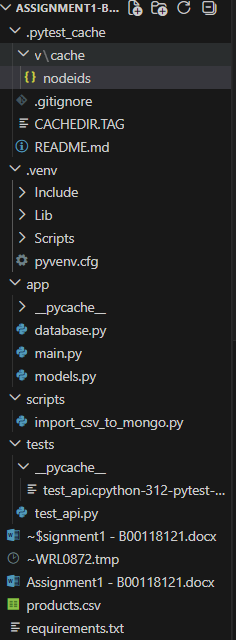 ASSIGNMENT1-B...
.pytest_cache
v\cache
{} nodeids
.gitignore
CACHEDIR.TAG
README.md
.venv
Include
Lib
Scripts
pyvenv.cfg
app
__pycache__
database.py
main.py
models.py
scripts
import_csv_to_mongo.py
tests
__pycache__
test_api.cpython-312-pytest-...
test_api.py
~$signment1 - B00118121.docx
~WRL0872.tmp
Assignment1 - B00118121.docx
products.csv
requirements.txt